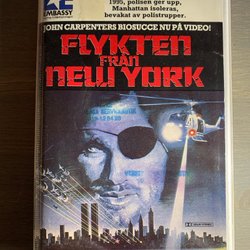 1995, polisen ger upp,
Manhattan isoleras,
bevakat av polistrupper.
EMBASSY
JOHN CARPENTERS BIOSUCCE NU PÅ VIDEO!
FLYKTEN
FRÅN
NEW YORK